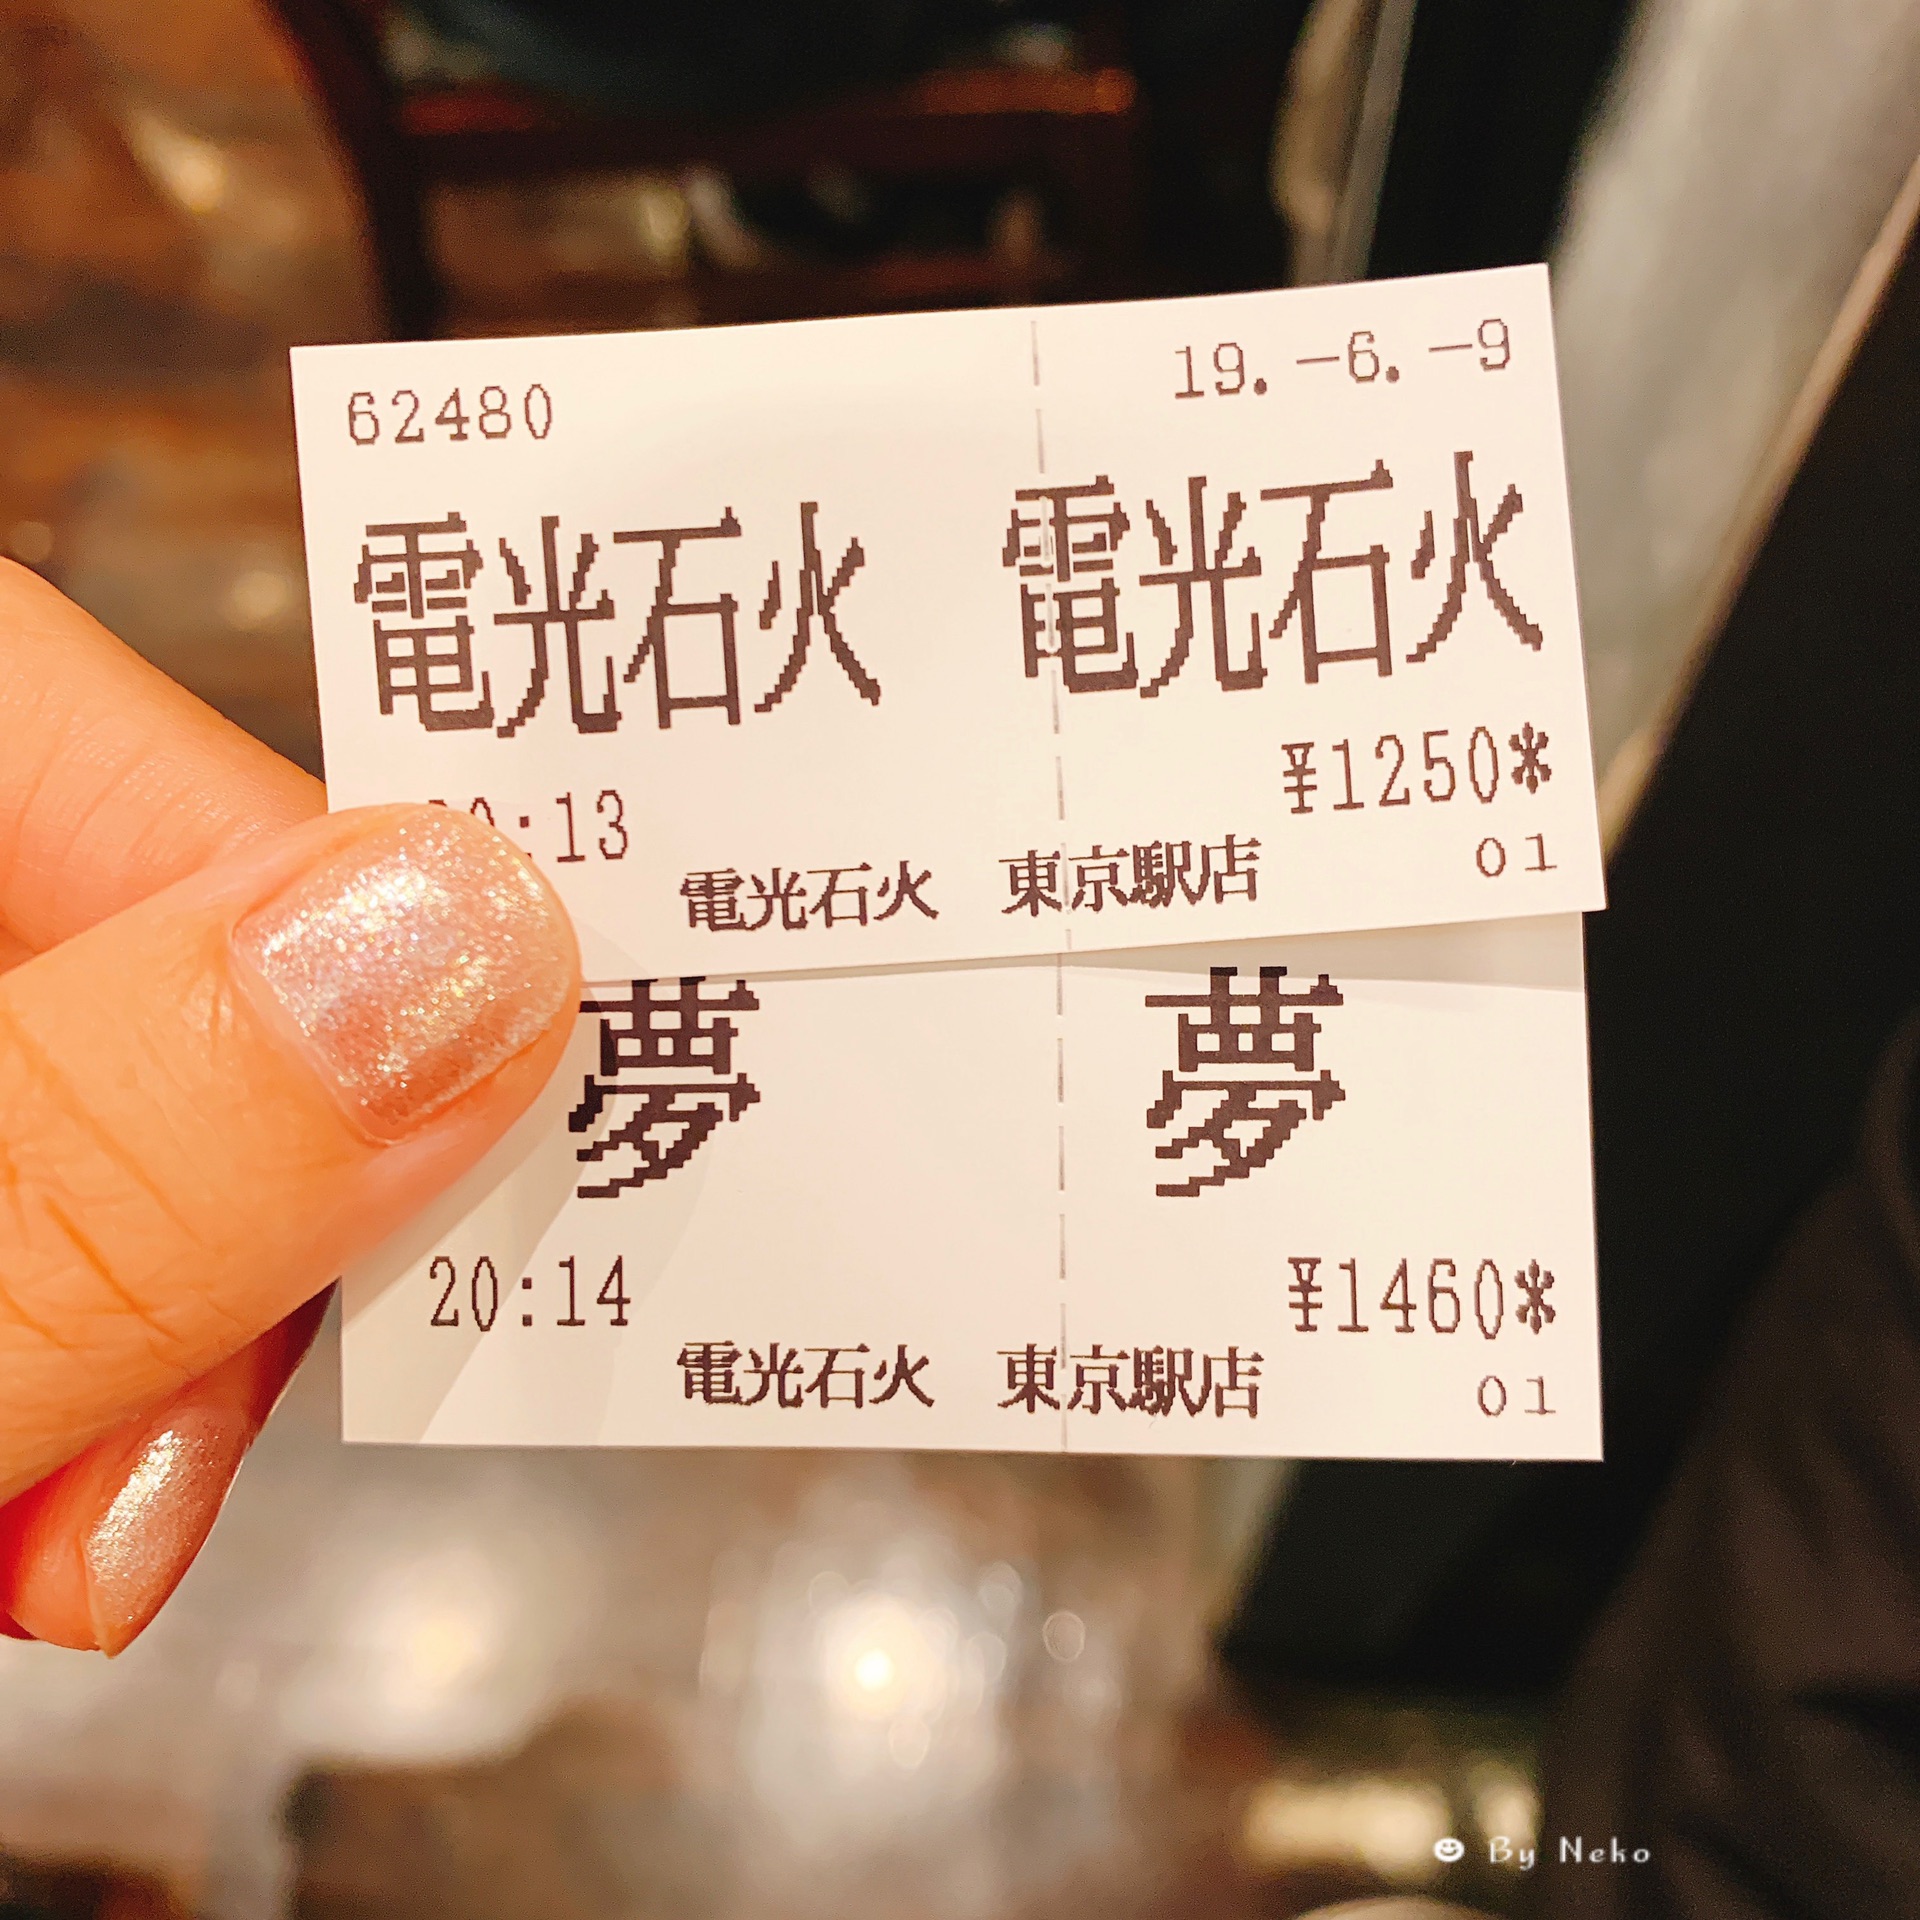 62480 19.-6.-9
電光石火 電光石火
:13 ¥1250*
電光石火 東京駅店 01
夢 夢
20:14 ¥1460*
電光石火 東京駅店 01
By Neko